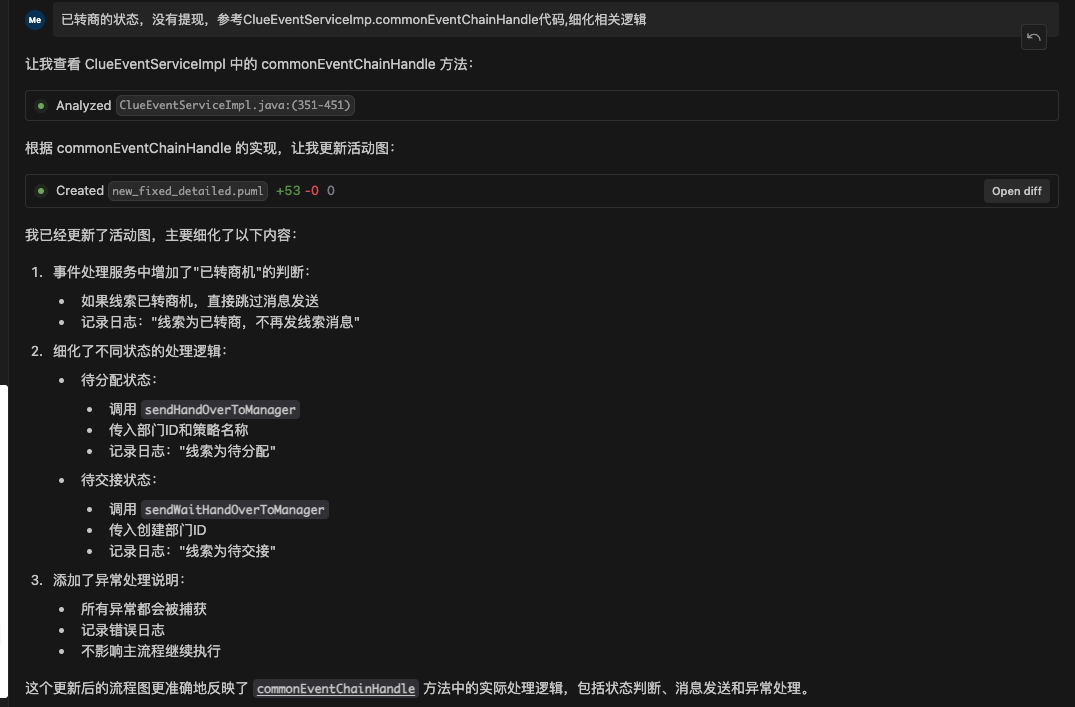 Me 已转商的状态，没有提现，参考ClueEventServiceImp.commonEventChainHandle代码,细化相关逻辑
让我查看 ClueEventServiceImpl 中的 commonEventChainHandle 方法：
Analyzed ClueEventServiceImpl.java:(351-451)
根据 commonEventChainHandle 的实现，让我更新活动图：
Created new_fixed_detailed.puml +53 -0 0 Open diff
我已经更新了活动图，主要细化了以下内容：
1. 事件处理服务中增加了"已转商机"的判断：
• 如果线索已转商机，直接跳过消息发送
• 记录日志："线索为已转商，不再发线索消息"
2. 细化了不同状态的处理逻辑：
• 待分配状态：
• 调用 sendHandOverToManager
• 传入部门ID和策略名称
• 记录日志："线索为待分配"
• 待交接状态：
• 调用 sendWaitHandOverToManager
• 传入创建部门ID
• 记录日志："线索为待交接"
3. 添加了异常处理说明：
• 所有异常都会被捕获
• 记录错误日志
• 不影响主流程继续执行
这个更新后的流程图更准确地反映了 commonEventChainHandle 方法中的实际处理逻辑，包括状态判断、消息发送和异常处理。